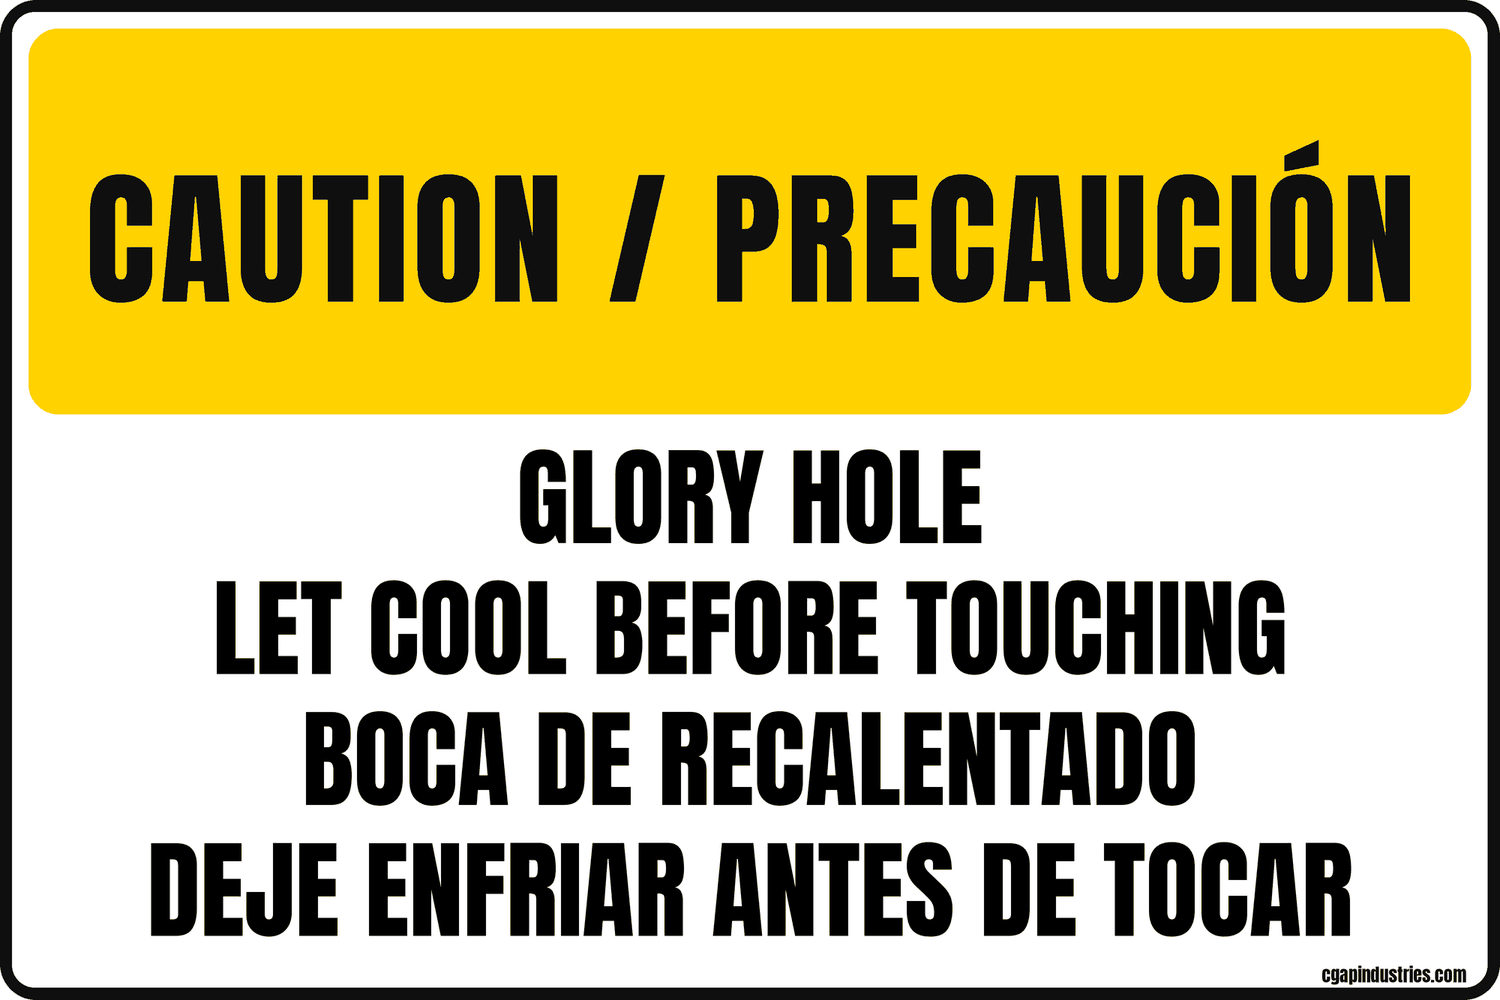 CAUTION / PRECAUCIÓN
GLORY HOLE
LET COOL BEFORE TOUCHING
BOCA DE RECALENTADO
DEJE ENFRIAR ANTES DE TOCAR
cgapindustries.com